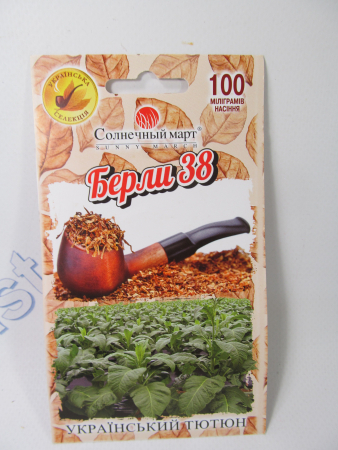 УКРАЇНСЬКА
СЕЛЕКЦІЯ
100
МІЛІГРАМІВ
НАСІННЯ
Солнечный март®
SUNNY MARCH
Берли 38
УКРАЇНСЬКИЙ ТЮТЮН